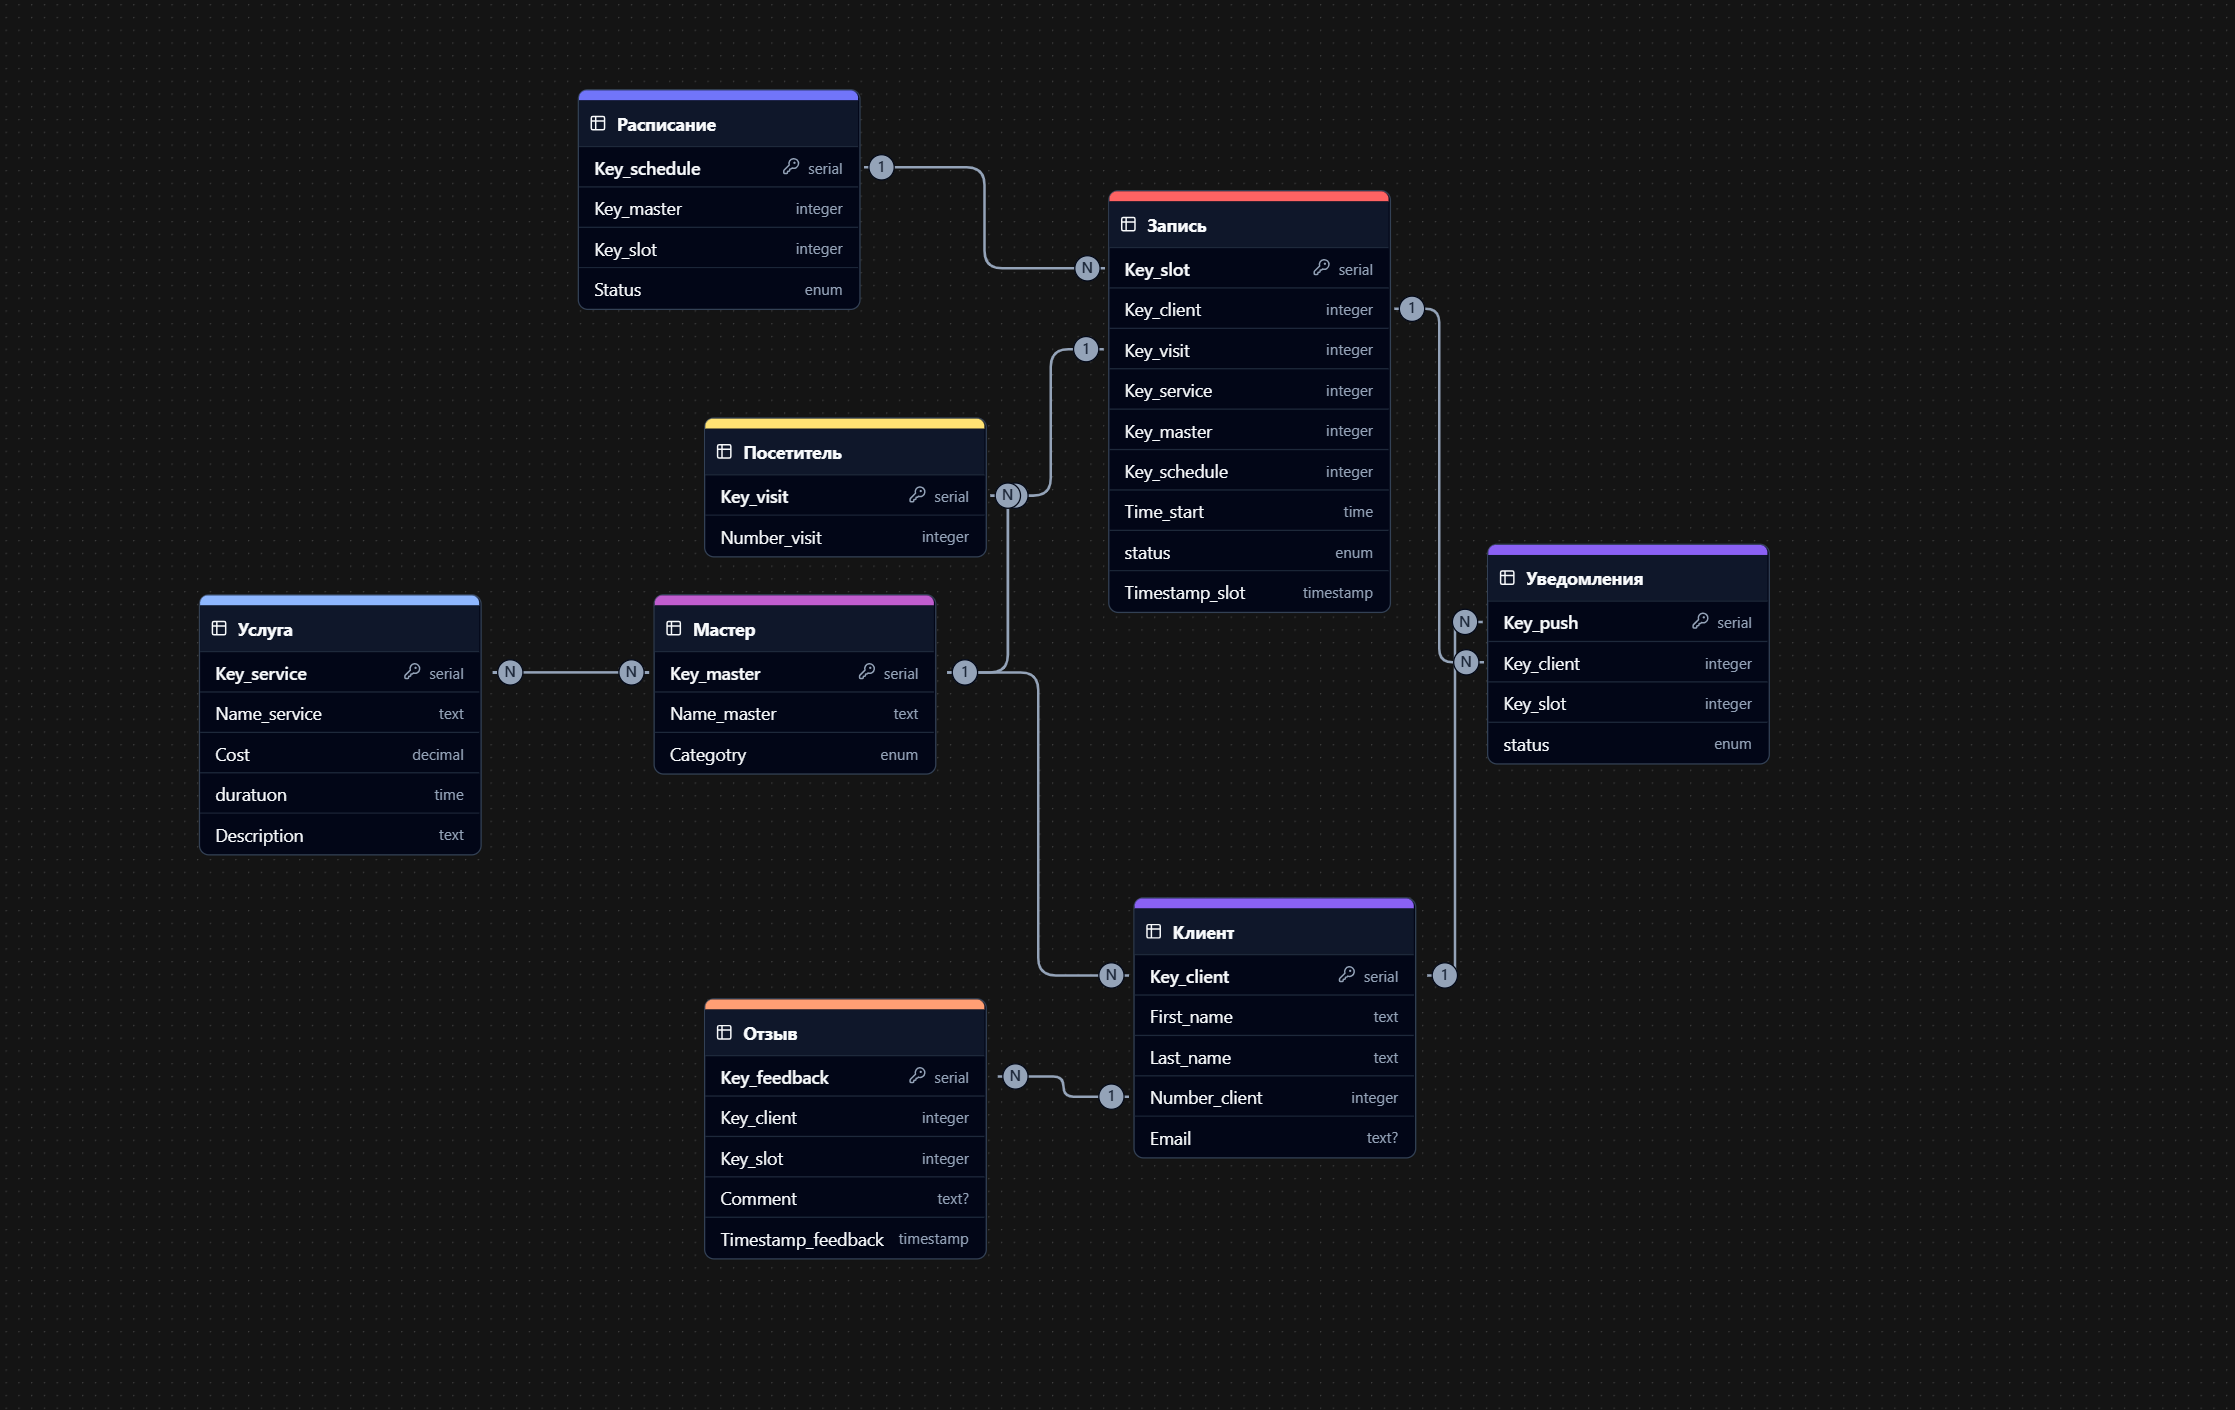 Расписание
Key_schedule serial
Key_master integer
Key_slot integer
Status enum
1
N
Запись
Key_slot serial
Key_client integer
Key_visit integer
Key_service integer
Key_master integer
Key_schedule integer
Time_start time
status enum
Timestamp_slot timestamp
1
1
Посетитель
Key_visit serial
Number_visit integer
N
Услуга
Key_service serial
Name_service text
Cost decimal
duratuon time
Description text
N
N
Мастер
Key_master serial
Name_master text
Categotry enum
1
Уведомления
Key_push serial
Key_client integer
Key_slot integer
status enum
N
N
Клиент
Key_client serial
First_name text
Last_name text
Number_client integer
Email text?
N
1
1
Отзыв
Key_feedback serial
Key_client integer
Key_slot integer
Comment text?
Timestamp_feedback timestamp
N